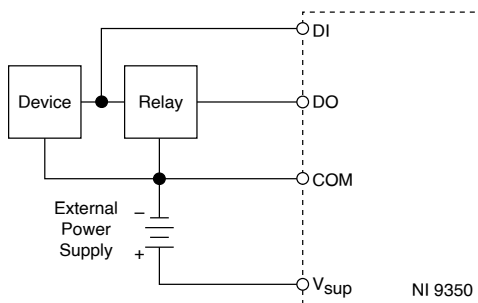 DI
Device
Relay
DO
COM
External
Power
Supply
–
+
Vsup
NI 9350